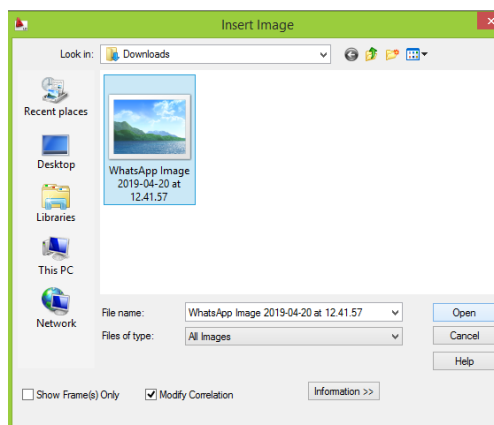 Insert Image
Look in:
Downloads
Recent places
Desktop
Libraries
This PC
Network
WhatsApp Image
2019-04-20 at
12.41.57
File name:
WhatsApp Image 2019-04-20 at 12.41.57
Open
Files of type:
All Images
Cancel
Help
Show Frame(s) Only
Modify Correlation
Information >>